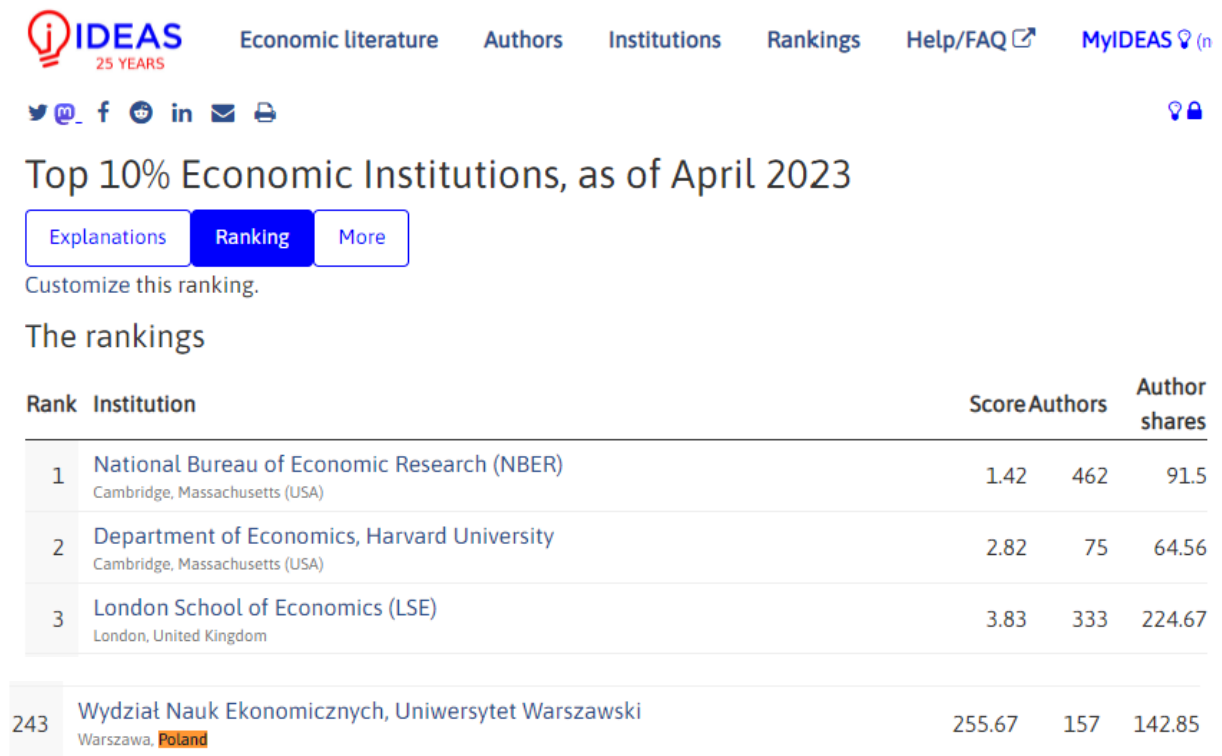 IDEAS
25 YEARS
Economic literature Authors Institutions Rankings Help/FAQ MyIDEAS (n
Top 10% Economic Institutions, as of April 2023
Explanations Ranking More
Customize this ranking.
The rankings
Rank Institution Score Authors Author shares
1 National Bureau of Economic Research (NBER) 1.42 462 91.5
Cambridge, Massachusetts (USA)
2 Department of Economics, Harvard University 2.82 75 64.56
Cambridge, Massachusetts (USA)
3 London School of Economics (LSE) 3.83 333 224.67
London, United Kingdom
243 Wydział Nauk Ekonomicznych, Uniwersytet Warszawski 255.67 157 142.85
Warszawa, Poland